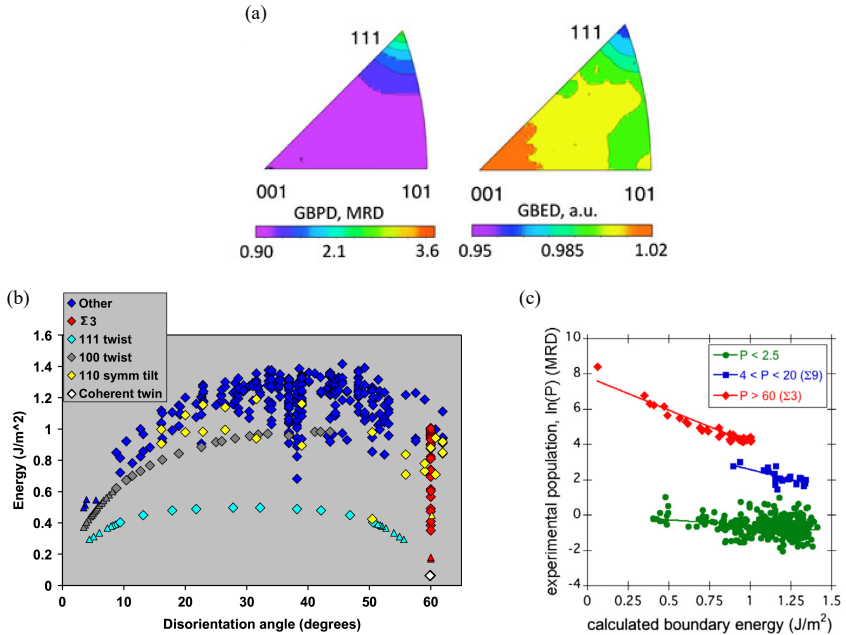 (a)
111
111
001
101
001
101
GBPD, MRD
GBED, a.u.
0.90
2.1
3.6
0.95
0.985
1.02
(b)
Other
Σ3
111 twist
100 twist
110 symm tilt
Coherent twin
1.6
1.4
1.2
1
0.8
0.6
0.4
0.2
0
Energy (J/m^2)
0
10
20
30
40
50
60
Disorientation angle (degrees)
(c)
10
8
6
4
2
0
-2
-4
experimental population, ln(P) (MRD)
P < 2.5
4 < P < 20 (Σ9)
P > 60 (Σ3)
0
0.25
0.5
0.75
1
1.25
1.5
calculated boundary energy (J/m²)